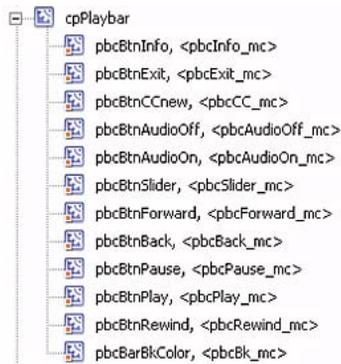 cpPlaybar
pbcBtnInfo, <pbcInfo_mc>
pbcBtnExit, <pbcExit_mc>
pbcBtnCCnew, <pbcCC_mc>
pbcBtnAudioOff, <pbcAudioOff_mc>
pbcBtnAudioOn, <pbcAudioOn_mc>
pbcBtnSlider, <pbcSlider_mc>
pbcBtnForward, <pbcForward_mc>
pbcBtnBack, <pbcBack_mc>
pbcBtnPause, <pbcPause_mc>
pbcBtnPlay, <pbcPlay_mc>
pbcBtnRewind, <pbcRewind_mc>
pbcBarBkColor, <pbcBk_mc>